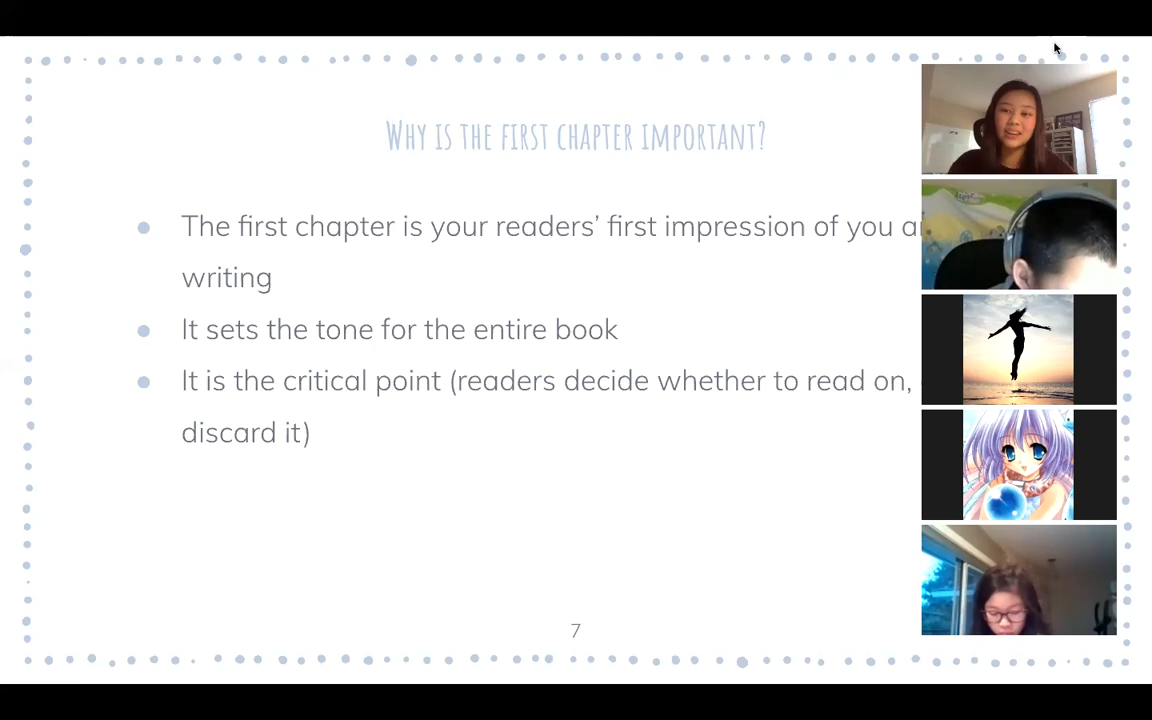 Why is the first chapter important?
The first chapter is your readers’ first impression of you
writing
It sets the tone for the entire book
It is the critical point (readers decide whether to read on,
discard it)
7